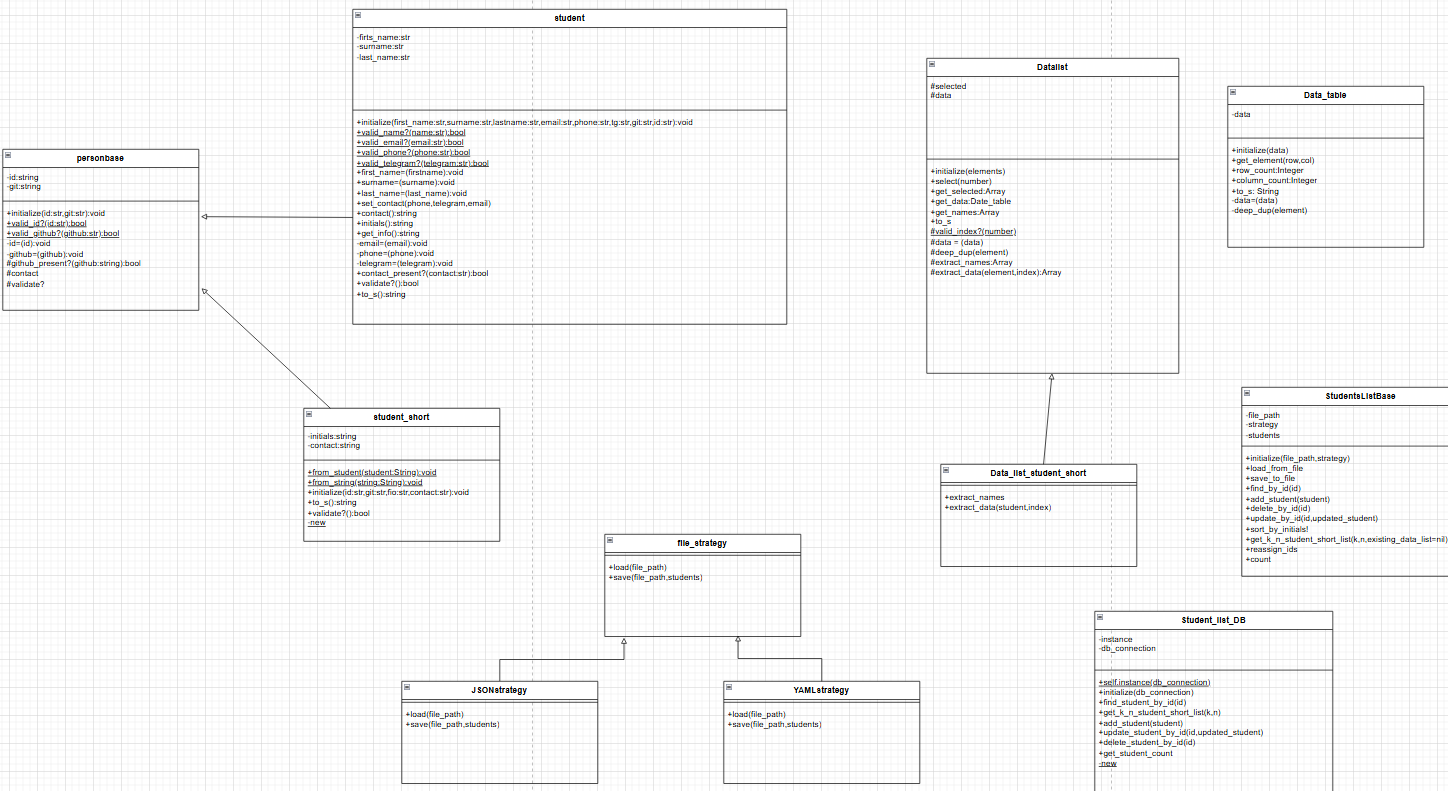 student
-firts_name:str
-surname:str
-last_name:str
+initialize(first_name:str,surname:str,lastname:str,email:str,phone:str,tg:str,git:str,id:str):void
+valid_name?(name:str):bool
+valid_email?(email:str):bool
+valid_phone?(phone:str):bool
+valid_telegram?(telegram:str):bool
+first_name=(firstname):void
+surname=(surname):void
+last_name=(last_name):void
+set_contact(phone,telegram,email)
+contact():string
+initials():string
+get_info():string
-email=(email):void
-phone=(phone):void
-telegram=(telegram):void
+contact_present?(contact:str):bool
+validate?():bool
+to_s():string
Datalist
#selected
#data
+initialize(elements)
+select(number)
+get_selected:Array
+get_data:Date_table
+get_names:Array
+to_s
#valid_index?(number)
#data = (data)
#deep_dup(element)
#extract_names:Array
#extract_data(element,index):Array
Data_table
-data
+initialize(data)
+get_element(row,col)
+row_count:Integer
+column_count:Integer
+to_s: String
-data=(data)
-deep_dup(element)
personbase
-id:string
-git:string
+initialize(id:str,git:str):void
+valid_id?(id:str):bool
+valid_github?(github:str):bool
-id=(id):void
-github=(github):void
#github_present?(github:string):bool
#contact
#validate?
student_short
-initials:string
-contact:string
+from_student(student:String):void
+from_string(string:String):void
+initialize(id:str,git:str,fio:str,contact:str):void
+to_s():string
+validate?():bool
-new
Data_list_student_short
+extract_names
+extract_data(student,index)
StudentsListBase
-file_path
-strategy
-students
+initialize(file_path,strategy)
+load_from_file
+save_to_file
+find_by_id(id)
+add_student(student)
+delete_by_id(id)
+update_by_id(id,updated_student)
+sort_by_initials!
+get_k_n_student_short_list(k,n,existing_data_list=nil)
+reassign_ids
+count
file_strategy
+load(file_path)
+save(file_path,students)
JSONstrategy
+load(file_path)
+save(file_path,students)
YAMLstrategy
+load(file_path)
+save(file_path,students)
Student_list_DB
-instance
-db_connection
+self.instance(db_connection)
+initialize(db_connection)
+find_student_by_id(id)
+get_k_n_student_short_list(k,n)
+add_student(student)
+update_student_by_id(id,updated_student)
+delete_student_by_id(id)
+get_student_count
-new